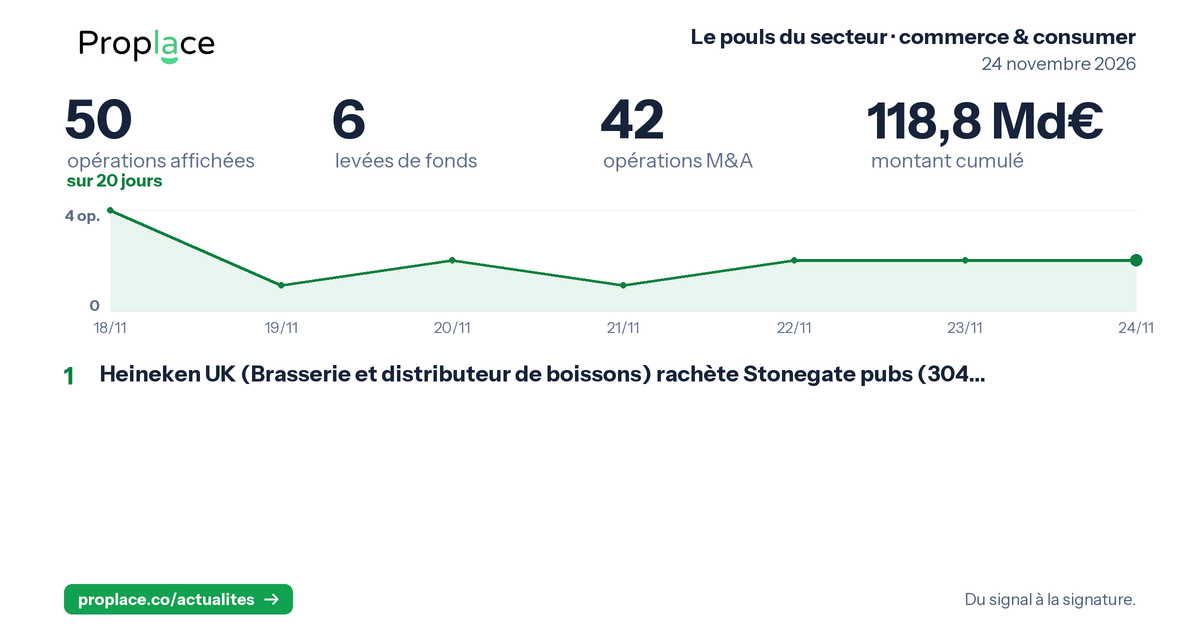 Proplace
Le pouls du secteur · commerce & consumer
24 novembre 2026
50
opérations affichées
sur 20 jours
6
levées de fonds
42
opérations M&A
118,8 Md€
montant cumulé
4 op.
0
18/11
19/11
20/11
21/11
22/11
23/11
24/11
1 Heineken UK (Brasserie et distributeur de boissons) rachète Stonegate pubs (304...
proplace.co/actualites →
Du signal à la signature.